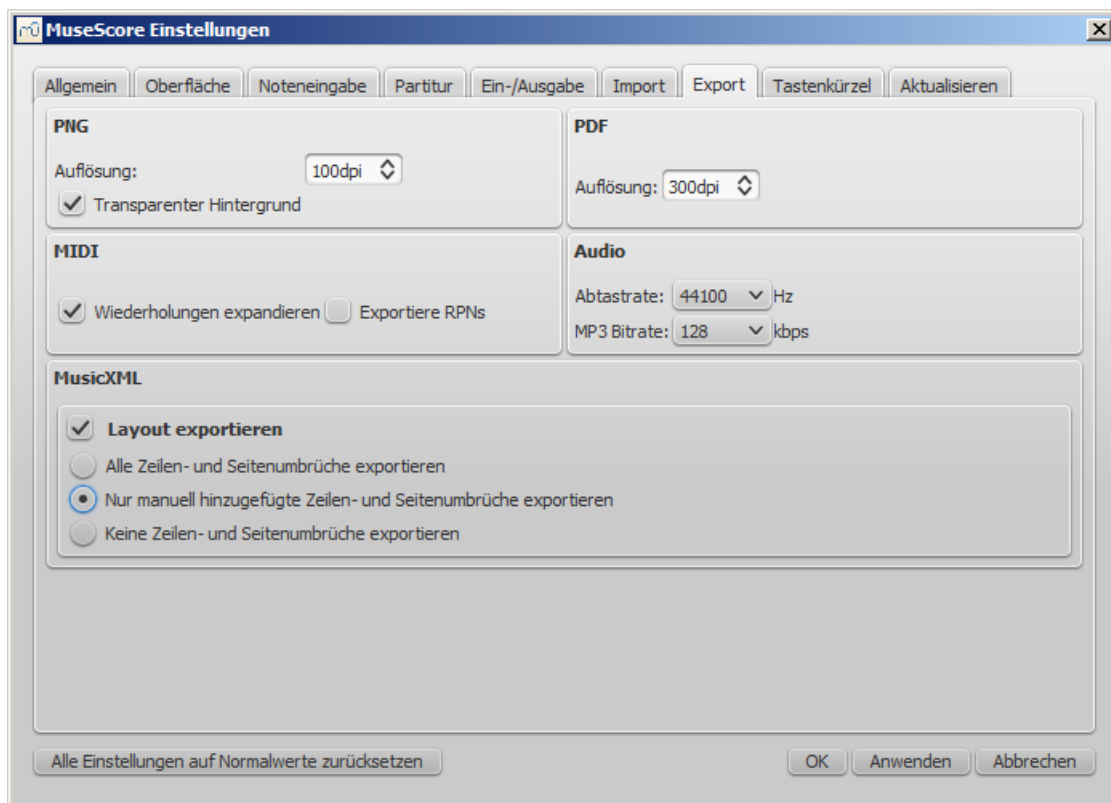 MuseScore Einstellungen
Allgemein Oberfläche Noteneingabe Partitur Ein-/Ausgabe Import Export Tastenkürzel Aktualisieren
PNG
Auflösung: 100dpi
Transparenter Hintergrund
PDF
Auflösung: 300dpi
MIDI
Wiederholungen expandieren Exportiere RPNs
Audio
Abtastrate: 44100 Hz
MP3 Bitrate: 128 kbps
MusicXML
Layout exportieren
Alle Zeilen- und Seitenumbrüche exportieren
Nur manuell hinzugefügte Zeilen- und Seitenumbrüche exportieren
Keine Zeilen- und Seitenumbrüche exportieren
Alle Einstellungen auf Normalwerte zurücksetzen OK Anwenden Abbrechen